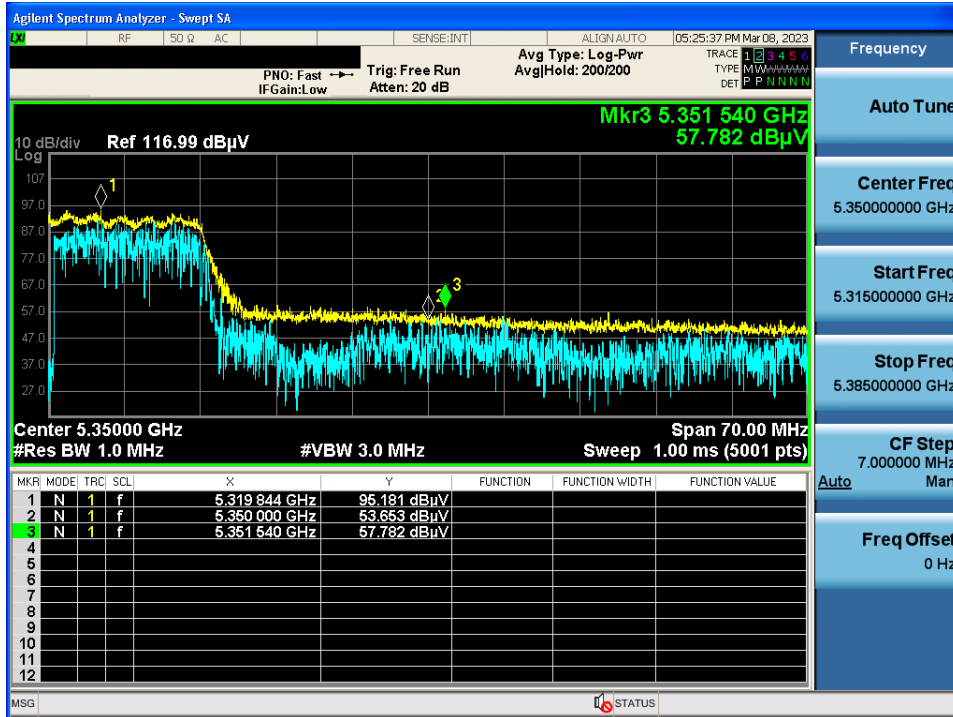 Agilent Spectrum Analyzer - Swept SA
LXI RF 50 Ω AC SENSE:INT ALIGN AUTO 05:25:37 PM Mar 08, 2023
PNO: Fast Trig: Free Run Avg Type: Log-Pwr TRACE 1 2 3 4 5 6
IFGain:Low Atten: 20 dB Avg|Hold: 200/200 TYPE MWWWWW
DET P P N N N N
Mkr3 5.351 540 GHz
57.782 dBµV
10 dB/div Ref 116.99 dBµV
Log
107
97.0
87.0
77.0
67.0
57.0
47.0
37.0
27.0
1
2
3
Center 5.35000 GHz Span 70.00 MHz
#Res BW 1.0 MHz #VBW 3.0 MHz Sweep 1.00 ms (5001 pts)
MKR MODE TRC SCL X Y FUNCTION FUNCTION WIDTH FUNCTION VALUE
1 N 1 f 5.319 844 GHz 95.181 dBµV
2 N 1 f 5.350 000 GHz 53.653 dBµV
3 N 1 f 5.351 540 GHz 57.782 dBµV
4
5
6
7
8
9
10
11
12
MSG STATUS
Frequency
Auto Tune
Center Freq
5.350000000 GHz
Start Freq
5.315000000 GHz
Stop Freq
5.385000000 GHz
CF Step
7.000000 MHz
Auto Man
Freq Offset
0 Hz